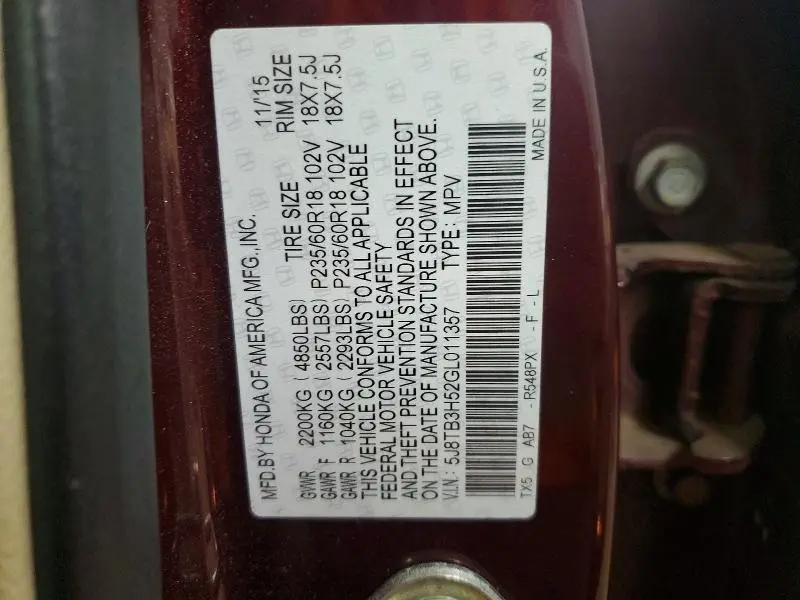 MFD.BY HONDA OF AMERICA MFG.,INC. 11/15
TIRE SIZE RIM SIZE
GVWR 2200KG ( 4850LBS)
GAWR F 1160KG ( 2557LBS) P235/60R18 102V 18X7.5J
GAWR R 1040KG ( 2293LBS) P235/60R18 102V 18X7.5J
THIS VEHICLE CONFORMS TO ALL APPLICABLE
FEDERAL MOTOR VEHICLE SAFETY
AND THEFT PREVENTION STANDARDS IN EFFECT
ON THE DATE OF MANUFACTURE SHOWN ABOVE.
V.I.N.: 5J8TB3H52GL011357 TYPE: MPV
TX5 G AB7 - R548PX - F - L MADE IN U.S.A.